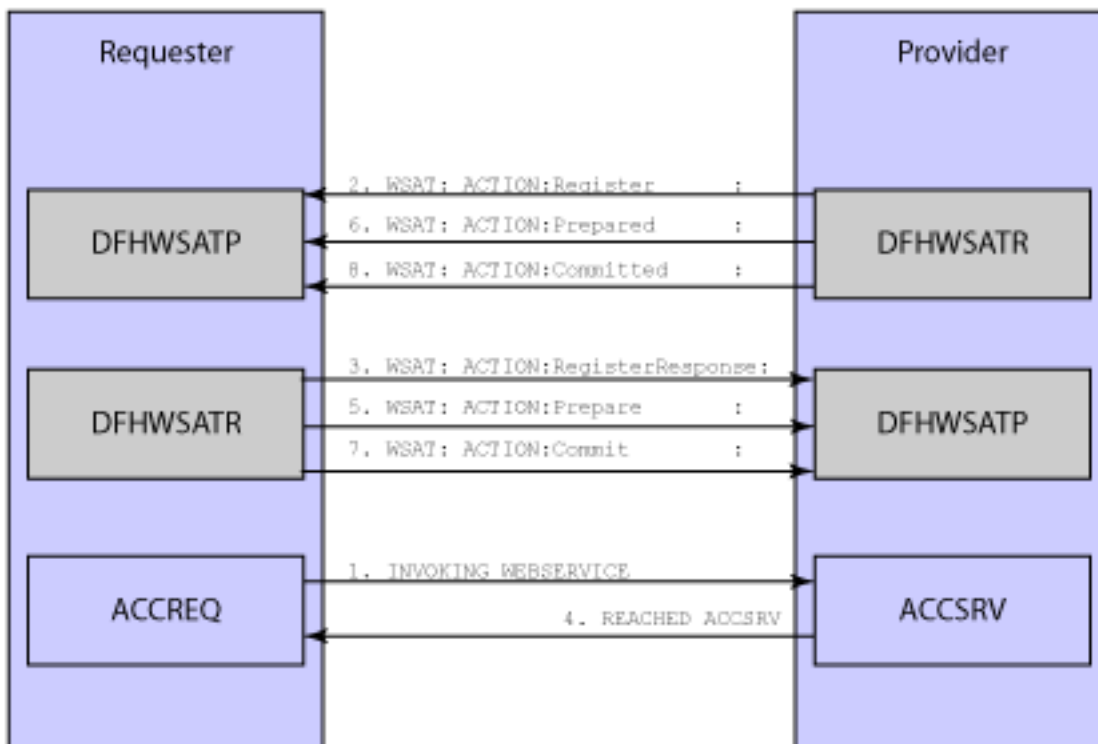 Requester
Provider
2. WSAT: ACTION:Register :
6. WSAT: ACTION:Prepared :
8. WSAT: ACTION:Committed :
DFHWSATP
DFHWSATR
3. WSAT: ACTION:RegisterResponse:
5. WSAT: ACTION:Prepare :
7. WSAT: ACTION:Commit :
DFHWSATR
DFHWSATP
1. INVOKING WEBSERVICE
4. REACHED ACCSRV
ACCREQ
ACCSRV